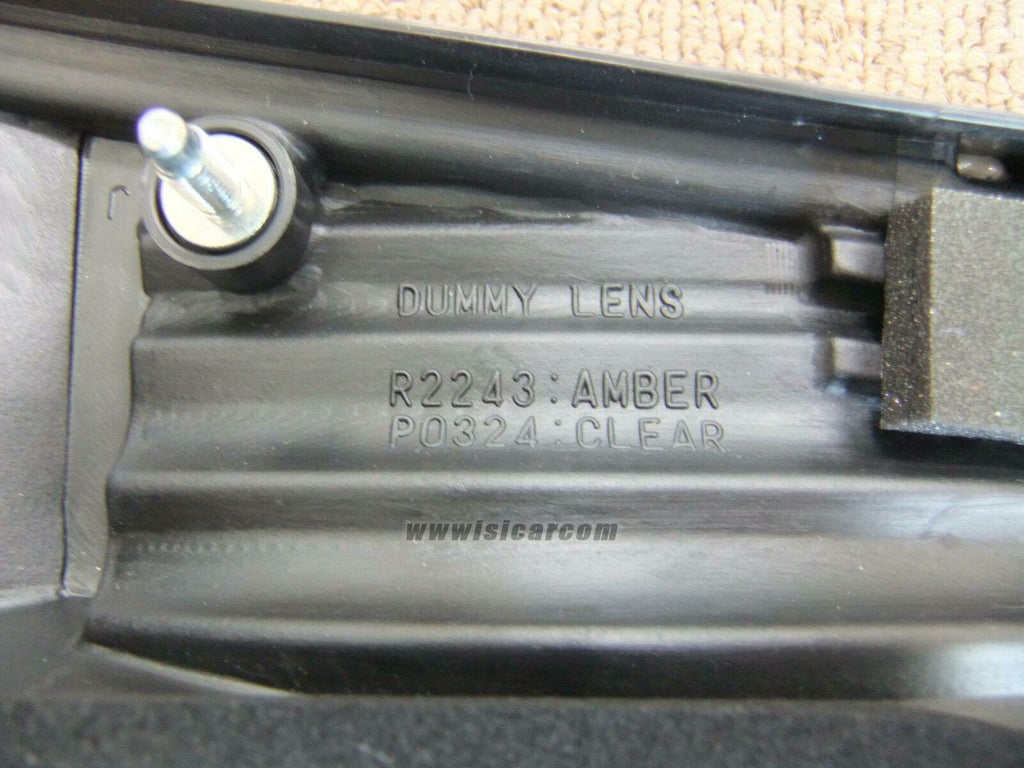 DUMMY LENS
R2243:AMBER
P0324:CLEAR
wwwisicarcom